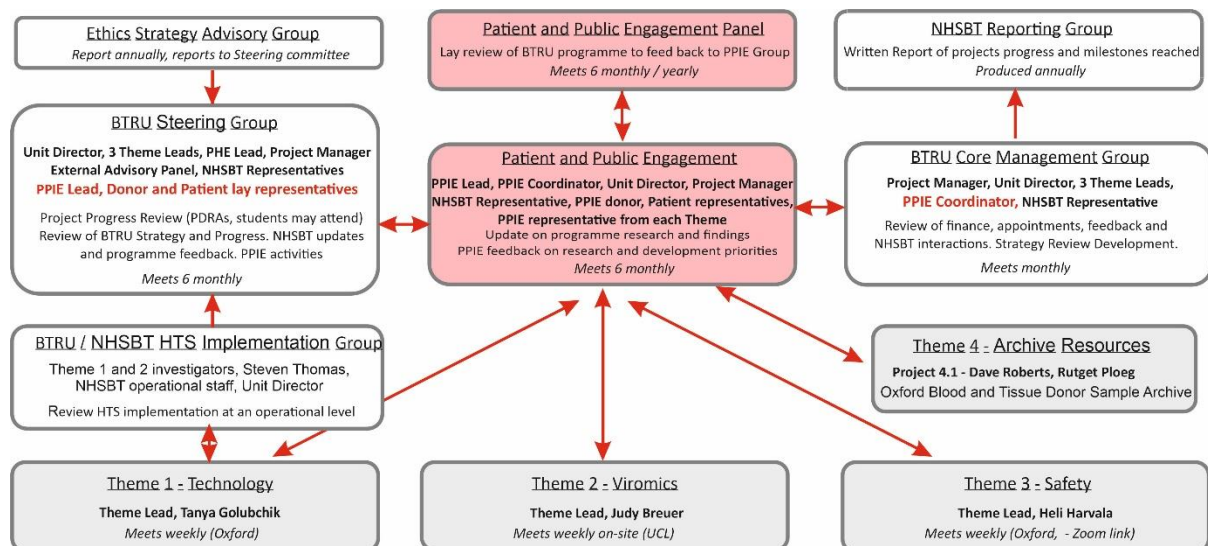 Ethics Strategy Advisory Group
Report annually, reports to Steering committee
Patient and Public Engagement Panel
Lay review of BTRU programme to feed back to PPIE Group
Meets 6 monthly / yearly
NHSBT Reporting Group
Written Report of projects progress and milestones reached
Produced annually
BTRU Steering Group
Unit Director, 3 Theme Leads, PHE Lead, Project Manager
External Advisory Panel, NHSBT Representatives
PPIE Lead, Donor and Patient lay representatives
Project Progress Review (PDRAs, students may attend)
Review of BTRU Strategy and Progress. NHSBT updates
and programme feedback. PPIE activities
Meets 6 monthly
Patient and Public Engagement
PPIE Lead, PPIE Coordinator, Unit Director, Project Manager
NHSBT Representative, PPIE donor, Patient representatives,
PPIE representative from each Theme
Update on programme research and findings
PPIE feedback on research and development priorities
Meets 6 monthly
BTRU Core Management Group
Project Manager, Unit Director, 3 Theme Leads,
PPIE Coordinator, NHSBT Representative
Review of finance, appointments, feedback and
NHSBT interactions. Strategy Review Development.
Meets monthly
BTRU / NHSBT HTS Implementation Group
Theme 1 and 2 investigators, Steven Thomas,
NHSBT operational staff, Unit Director
Review HTS implementation at an operational level
Theme 4 - Archive Resources
Project 4.1 - Dave Roberts, Rutget Ploeg
Oxford Blood and Tissue Donor Sample Archive
Theme 1 - Technology
Theme Lead, Tanya Golubchik
Meets weekly (Oxford)
Theme 2 - Viromics
Theme Lead, Judy Breuer
Meets weekly on-site (UCL)
Theme 3 - Safety
Theme Lead, Heli Harvala
Meets weekly (Oxford, - Zoom link)